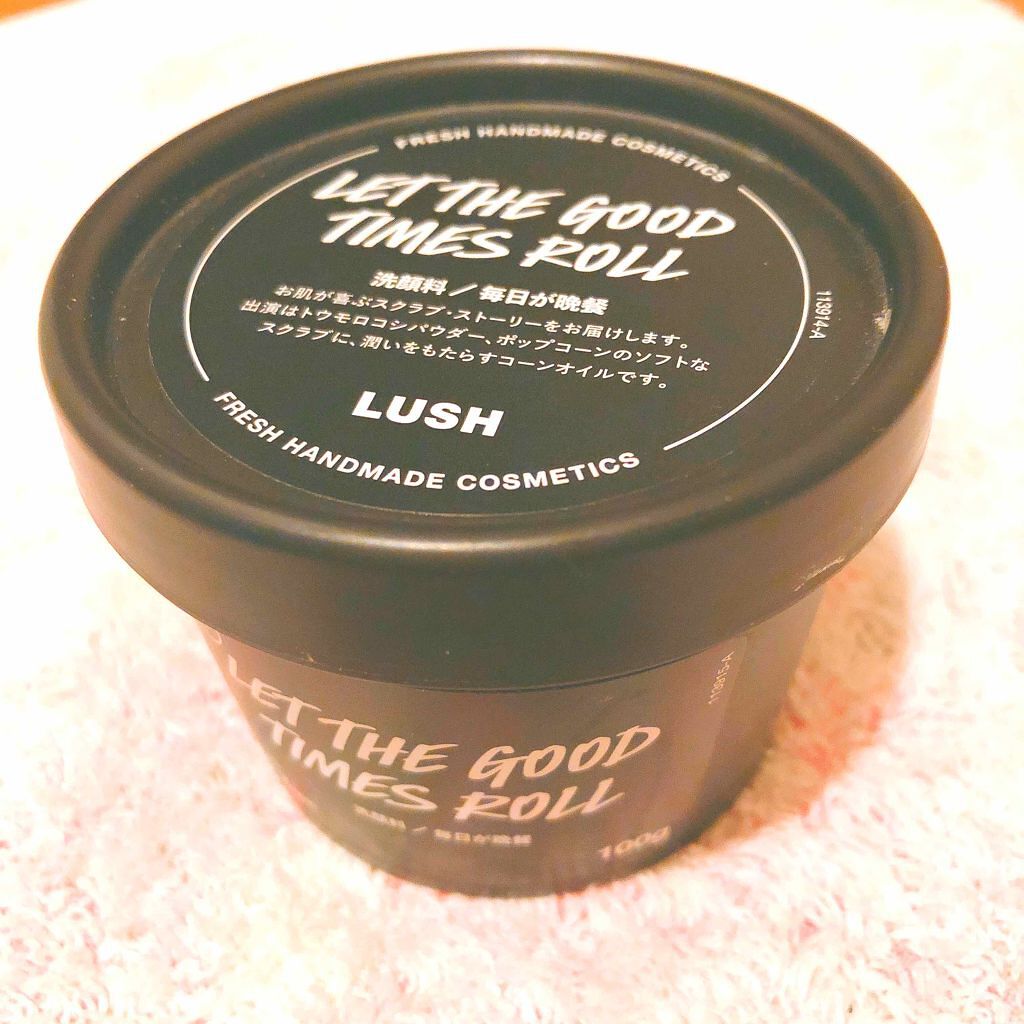 FRESH HANDMADE COSMETICS
LET THE GOOD
TIMES ROLL
洗顔料／毎日が晩餐
お肌が喜ぶスクラブ・ストーリーをお届けします。
出演はトウモロコシパウダー、ポップコーンのソフトな
スクラブに、潤いをもたらすコーンオイルです。
LUSH
FRESH HANDMADE COSMETICS
113914-A
113915-A
LET THE GOOD
TIMES ROLL
洗顔料／毎日が晩餐
100g